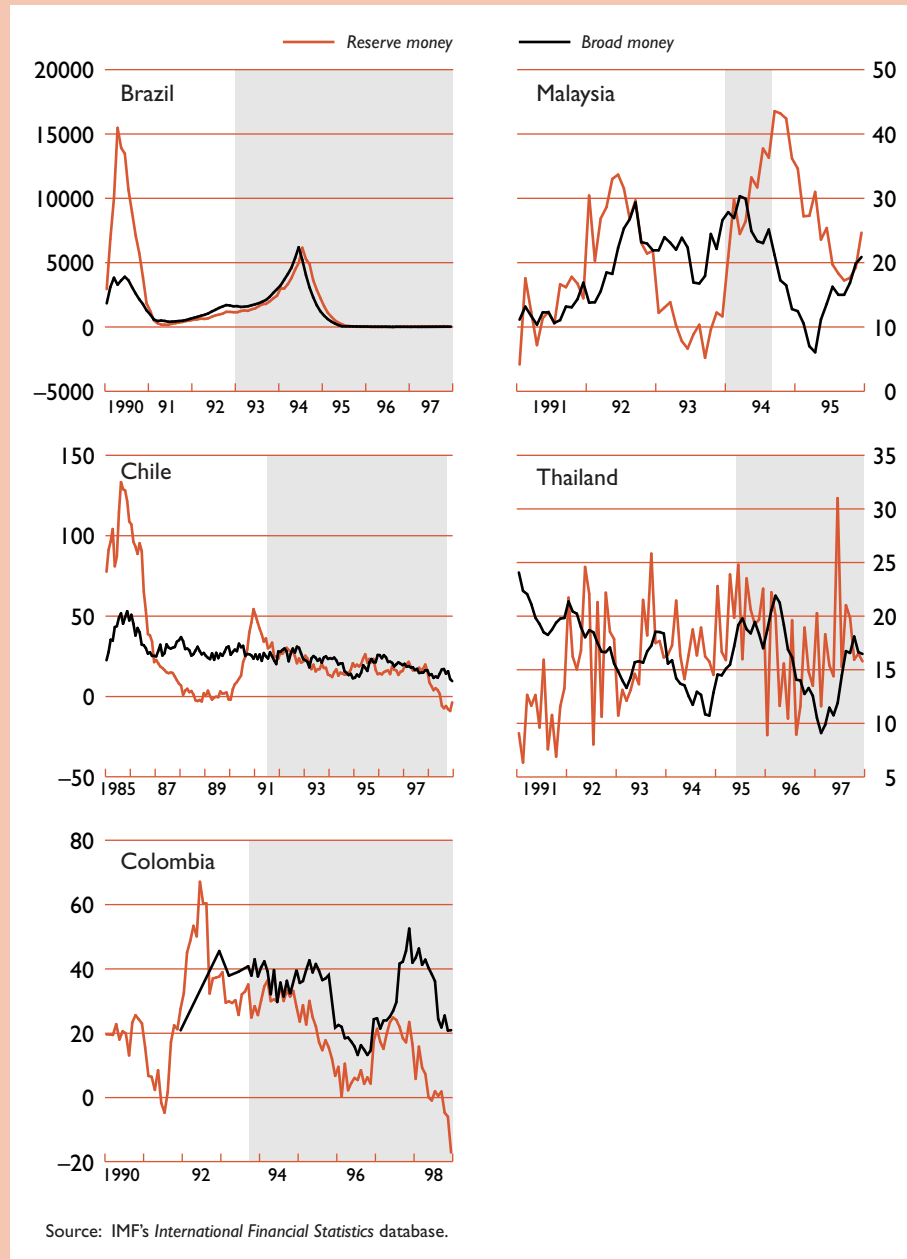 Reserve money
Broad money
20000
15000
10000
5000
0
–5000
Brazil
1990 91 92 93 94 95 96 97
50
40
30
20
10
0
Malaysia
1991 92 93 94 95
150
100
50
0
–50
Chile
1985 87 89 91 93 95 97
35
30
25
20
15
10
5
Thailand
1991 92 93 94 95 96 97
80
60
40
20
0
–20
Colombia
1990 92 94 96 98
Source: IMF's International Financial Statistics database.